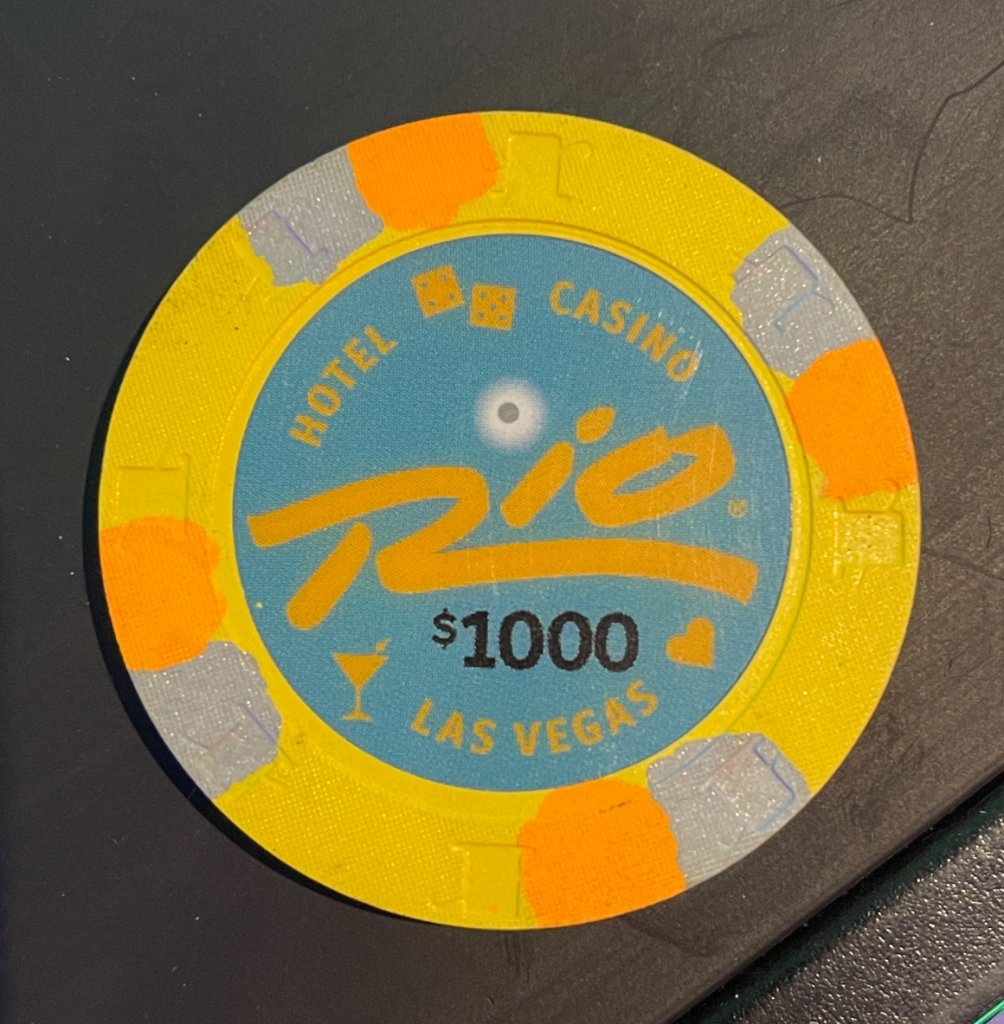 HOTEL CASINO
Rio®
$1000
LAS VEGAS